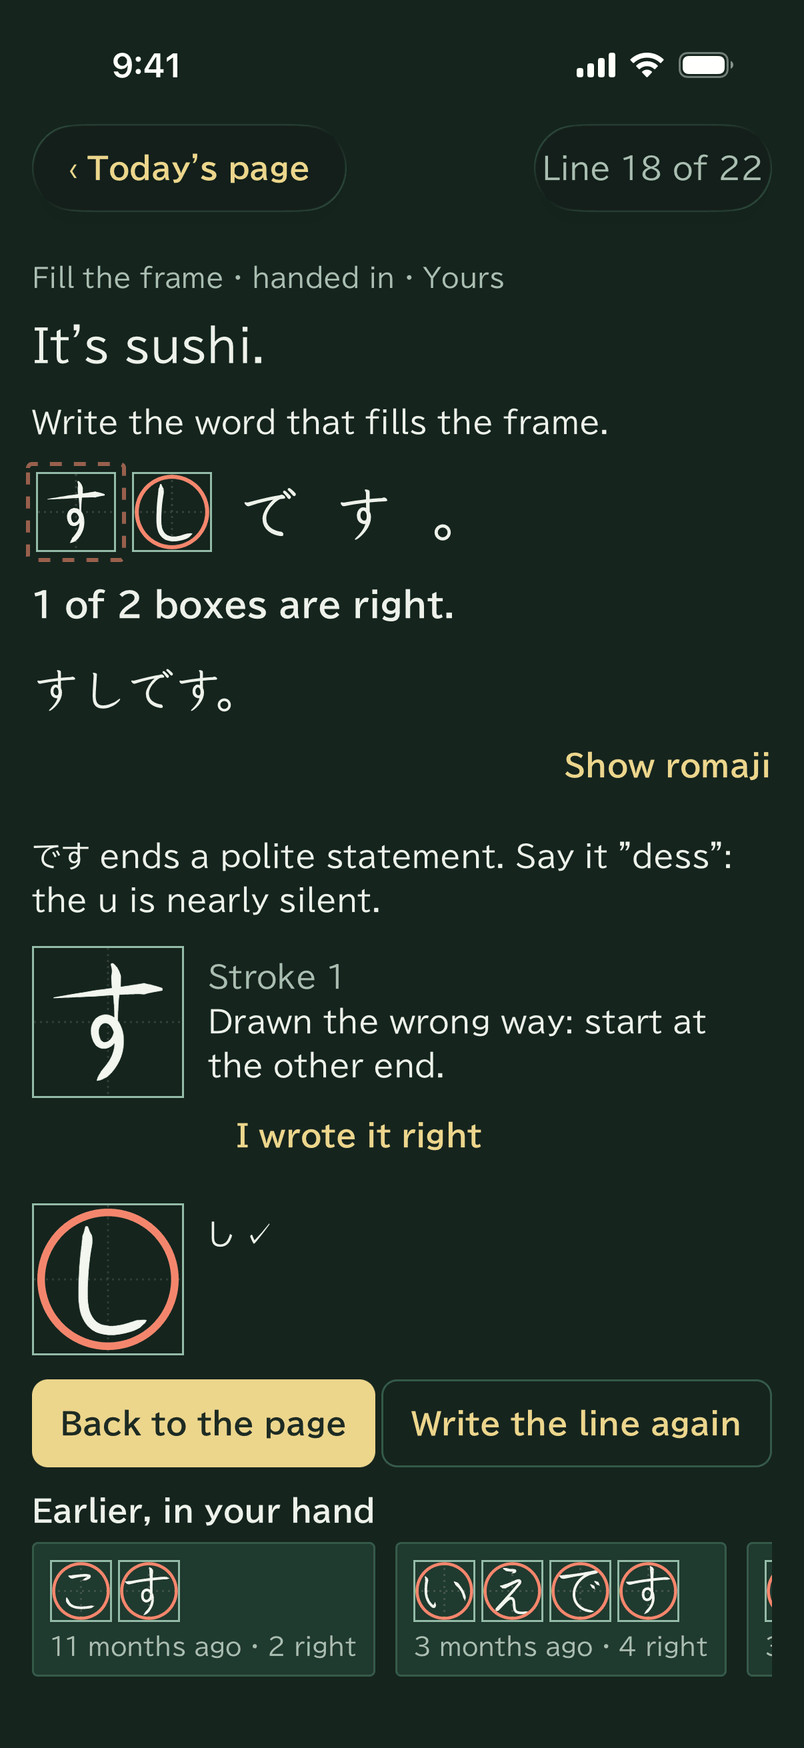 9:41
‹ Today’s page
Line 18 of 22
Fill the frame · handed in · Yours
It’s sushi.
Write the word that fills the frame.
すしです。
1 of 2 boxes are right.
すしです。
Show romaji
です ends a polite statement. Say it ”dess”:
the u is nearly silent.
す
Stroke 1
Drawn the wrong way: start at
the other end.
I wrote it right
し
し ✓
Back to the page
Write the line again
Earlier, in your hand
こす
11 months ago · 2 right
いえです
3 months ago · 4 right